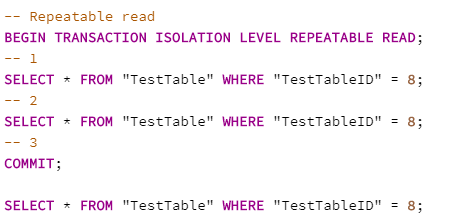 -- Repeatable read
BEGIN TRANSACTION ISOLATION LEVEL REPEATABLE READ;
-- 1
SELECT * FROM "TestTable" WHERE "TestTableID" = 8;
-- 2
SELECT * FROM "TestTable" WHERE "TestTableID" = 8;
-- 3
COMMIT;
SELECT * FROM "TestTable" WHERE "TestTableID" = 8;